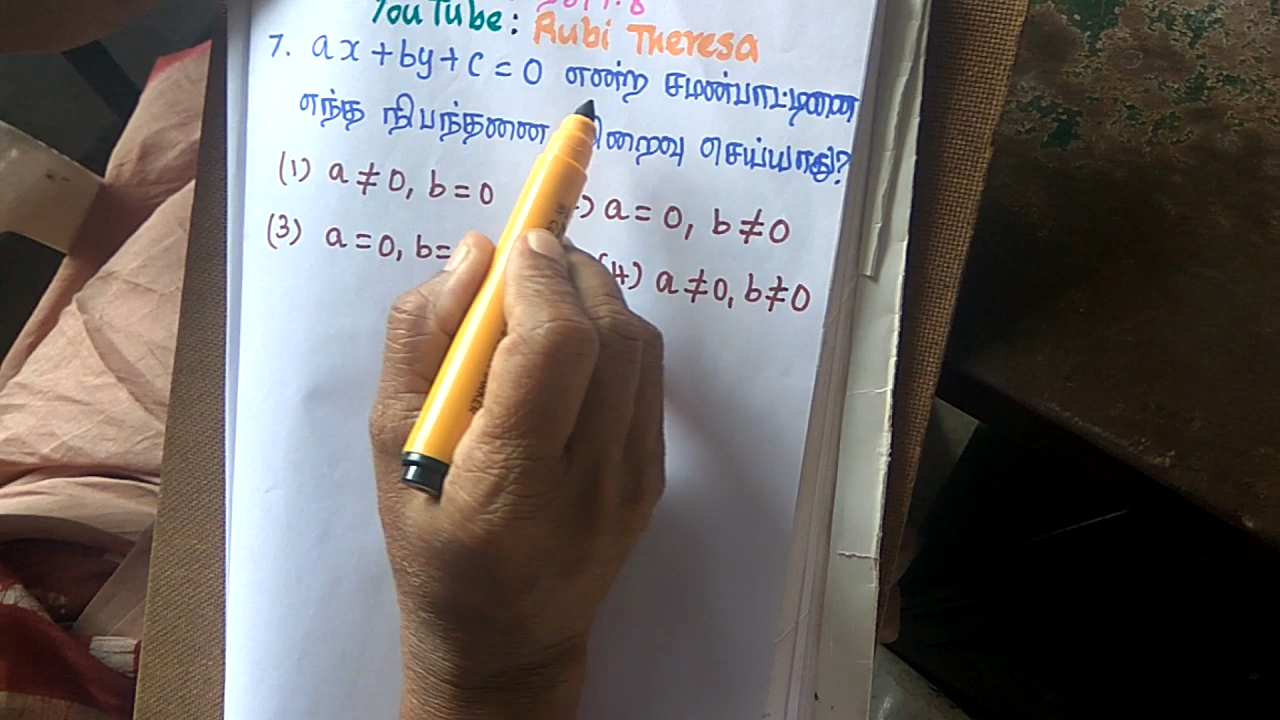 YouTube: Rubi Theresa
7. ax + by + c = 0 என்ற சமன்பாட்டினை
எந்த நிபந்தனை நிறைவு செய்யாது?
(1) a ≠ 0, b = 0 a = 0, b ≠ 0
(3) a = 0, b = (4) a ≠ 0, b ≠ 0